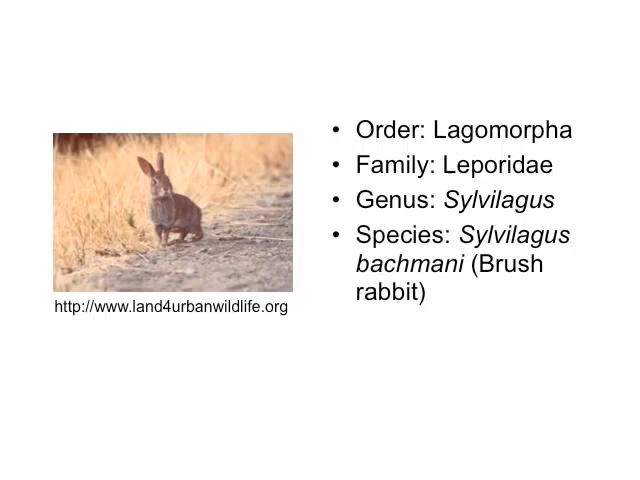 • Order: Lagomorpha
• Family: Leporidae
• Genus: Sylvilagus
• Species: Sylvilagus
bachmani (Brush
rabbit)
http://www.land4urbanwildlife.org